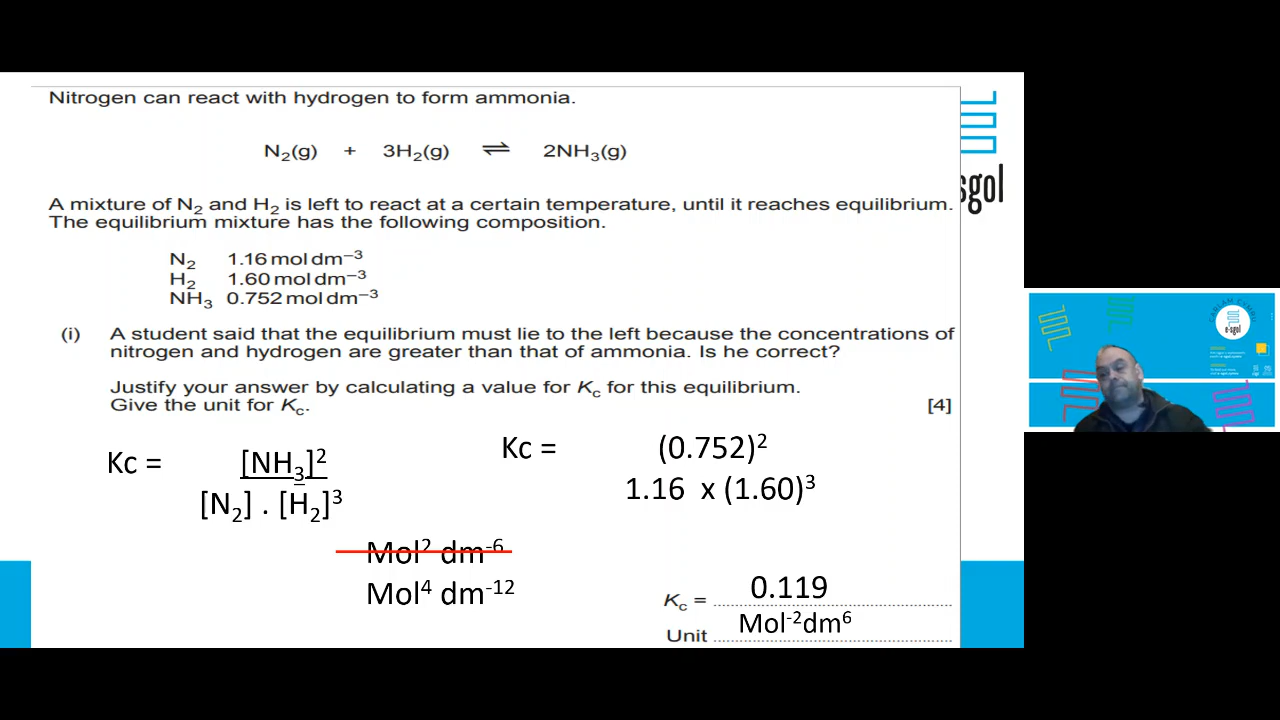 Nitrogen can react with hydrogen to form ammonia.
N₂(g) + 3H₂(g) ⇌ 2NH₃(g)
A mixture of N₂ and H₂ is left to react at a certain temperature, until it reaches equilibrium.
The equilibrium mixture has the following composition.
N₂ 1.16 mol dm⁻³
H₂ 1.60 mol dm⁻³
NH₃ 0.752 mol dm⁻³
(i) A student said that the equilibrium must lie to the left because the concentrations of
nitrogen and hydrogen are greater than that of ammonia. Is he correct?
Justify your answer by calculating a value for Kc for this equilibrium.
Give the unit for Kc. [4]
Kc = [NH₃]²
[N₂] . [H₂]³
Kc = (0.752)²
1.16 x (1.60)³
Mol² dm⁻⁶
Mol⁴ dm⁻¹²
Kc = 0.119
Unit Mol⁻²dm⁶
sgol
CARLAM CYMRU
e-sgol